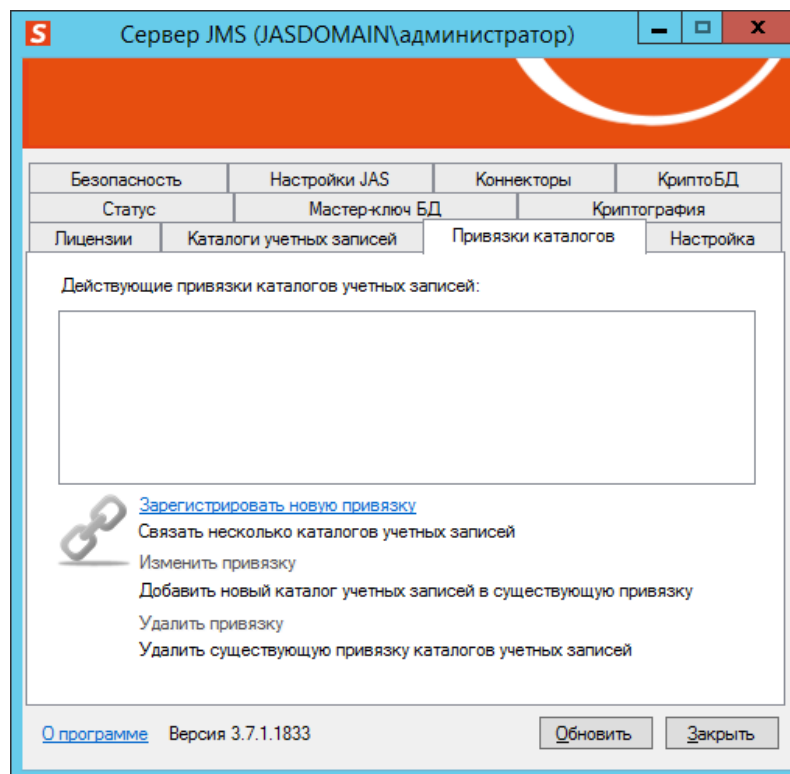 S Сервер JMS (JASDOMAIN\администратор)
Безопасность Настройки JAS Коннекторы КриптоБД
Статус Мастер-ключ БД Криптография
Лицензии Каталоги учетных записей Привязки каталогов Настройка
Действующие привязки каталогов учетных записей:
Зарегистрировать новую привязку
Связать несколько каталогов учетных записей
Изменить привязку
Добавить новый каталог учетных записей в существующую привязку
Удалить привязку
Удалить существующую привязку каталогов учетных записей
О программе Версия 3.7.1.1833 Обновить Закрыть